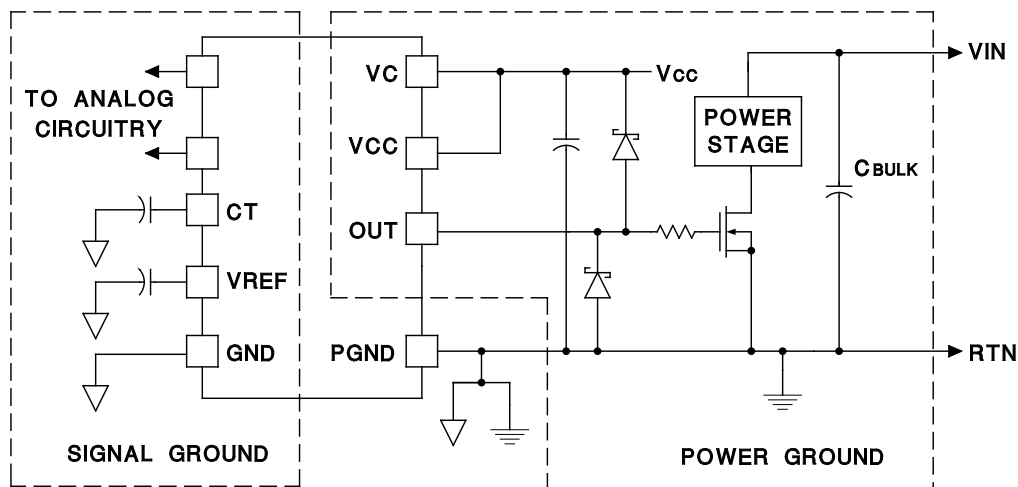 VIN
VC
VCC
TO ANALOG
CIRCUITRY
POWER
STAGE
VCC
CBULK
CT
OUT
VREF
GND
PGND
RTN
SIGNAL GROUND
POWER GROUND